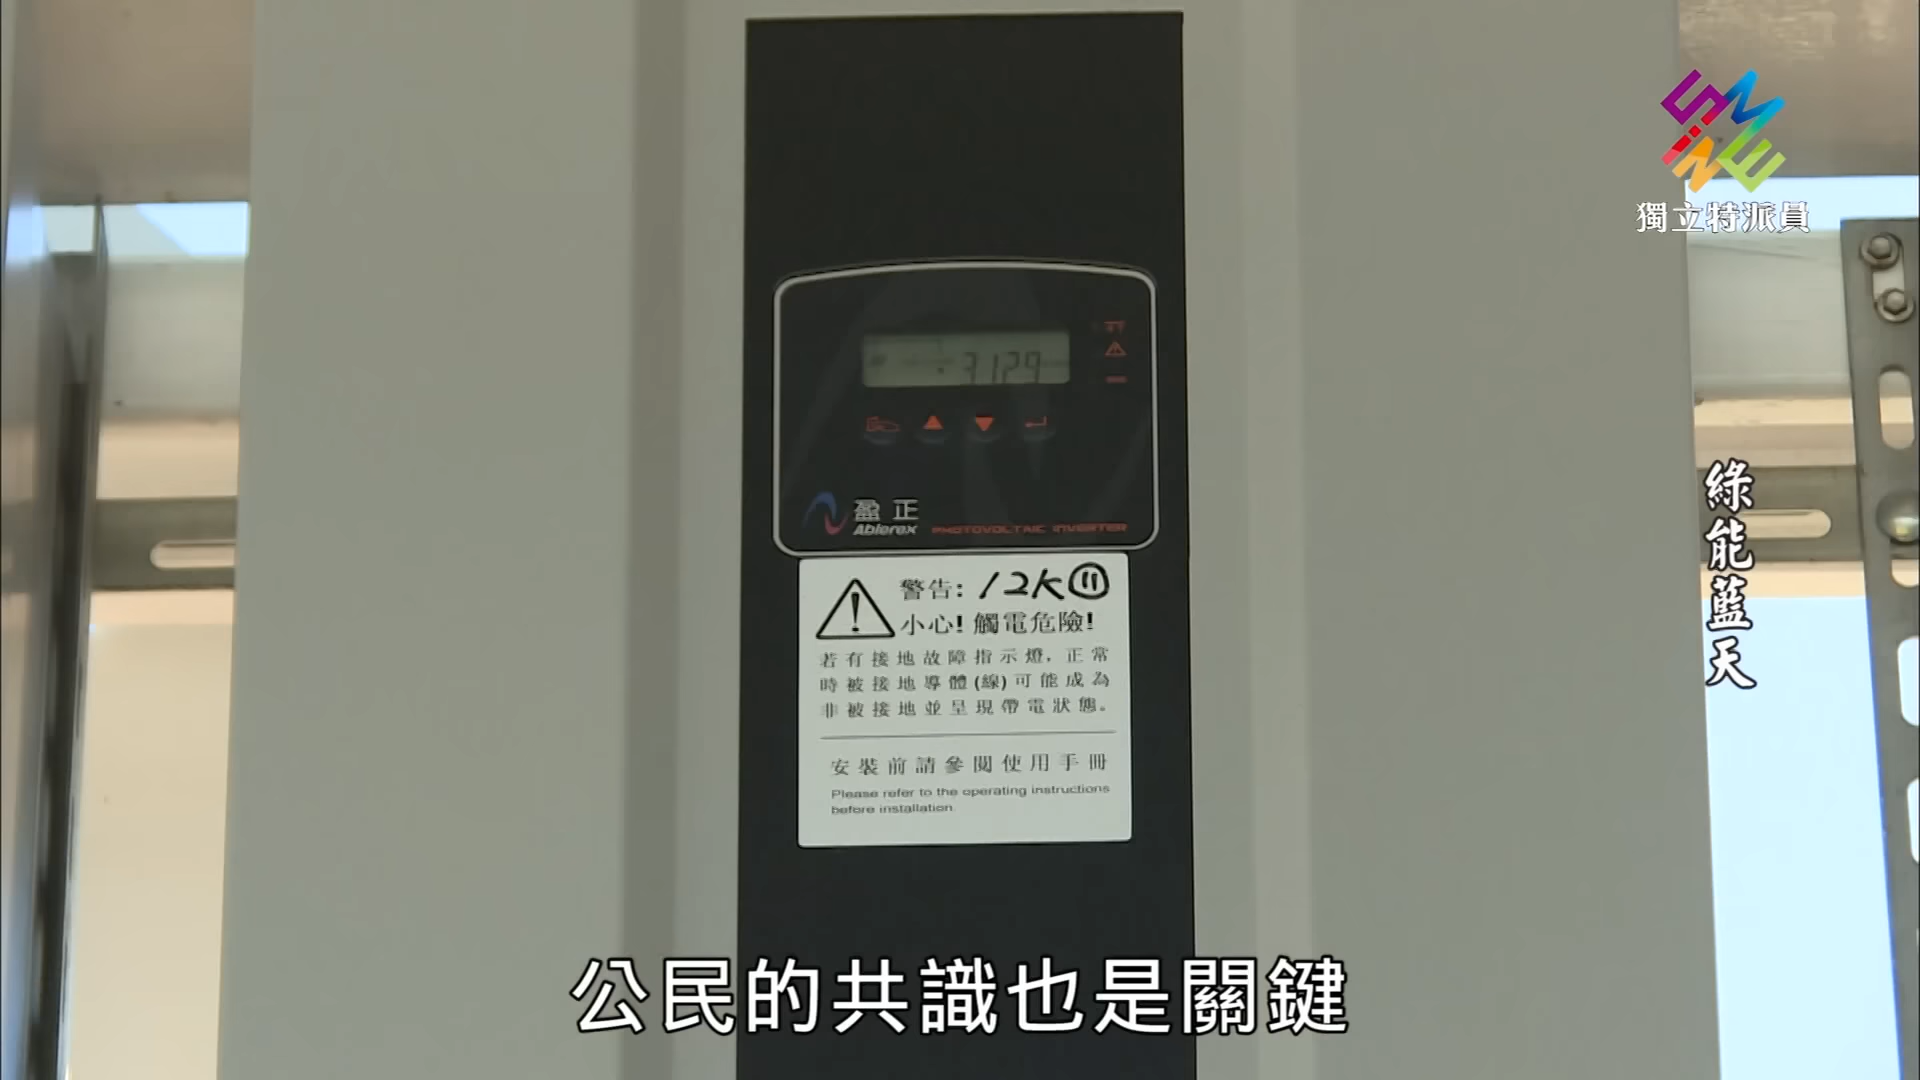 INNEWS
獨立特派員
綠能藍天
3129
盈正
Ablerex PHOTOVOLTAIC INVERTER
警告: 12K⑪
小心! 觸電危險!
若有接地故障指示燈,正常
時被接地導體(線)可能成為
非被接地並呈現帶電狀態。
安裝前請參閱使用手冊
Please refer to the operating instructions
before installation.
公民的共識也是關鍵